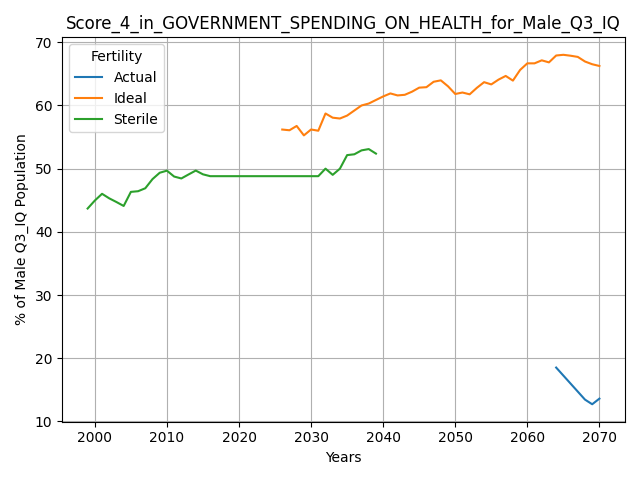 Score_4_in_GOVERNMENT_SPENDING_ON_HEALTH_for_Male_Q3_IQ
Fertility
Actual
Ideal
Sterile
% of Male Q3_IQ Population
70
60
50
40
30
20
10
2000 2010 2020 2030 2040 2050 2060 2070
Years